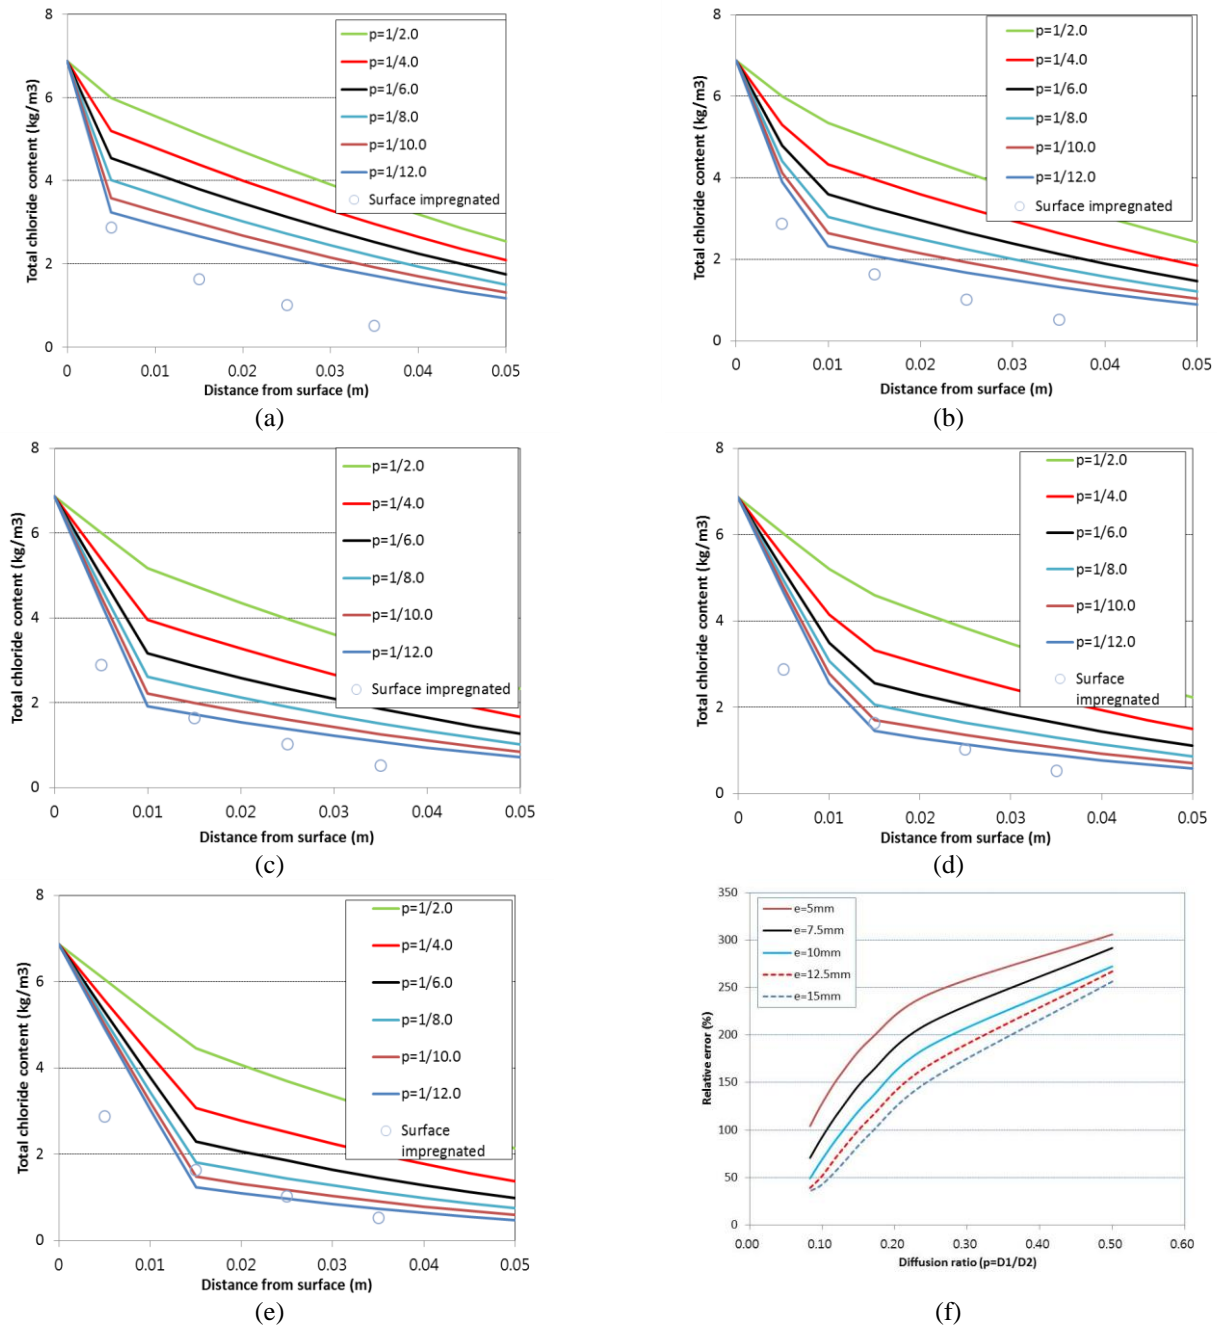 8
6
4
2
0
Total chloride content (kg/m3)
p=1/2.0
p=1/4.0
p=1/6.0
p=1/8.0
p=1/10.0
p=1/12.0
Surface impregnated
0 0.01 0.02 0.03 0.04 0.05
Distance from surface (m)
(a)
8
6
4
2
0
Total chloride content (kg/m3)
p=1/2.0
p=1/4.0
p=1/6.0
p=1/8.0
p=1/10.0
p=1/12.0
Surface impregnated
0 0.01 0.02 0.03 0.04 0.05
Distance from surface (m)
(b)
8
6
4
2
0
Total chloride content (kg/m3)
p=1/2.0
p=1/4.0
p=1/6.0
p=1/8.0
p=1/10.0
p=1/12.0
Surface impregnated
0 0.01 0.02 0.03 0.04 0.05
Distance from surface (m)
(c)
8
6
4
2
0
Total chloride content (kg/m3)
p=1/2.0
p=1/4.0
p=1/6.0
p=1/8.0
p=1/10.0
p=1/12.0
Surface
impregnated
0 0.01 0.02 0.03 0.04 0.05
Distance from surface (m)
(d)
8
6
4
2
0
Total chloride content (kg/m3)
p=1/2.0
p=1/4.0
p=1/6.0
p=1/8.0
p=1/10.0
p=1/12.0
Surface
impregnated
0 0.01 0.02 0.03 0.04 0.05
Distance from surface (m)
(e)
350
300
250
200
150
100
50
0
Relative error (%)
e=5mm
e=7.5mm
e=10mm
e=12.5mm
e=15mm
0.00 0.10 0.20 0.30 0.40 0.50 0.60
Diffusion ratio (p=D1/D2)
(f)